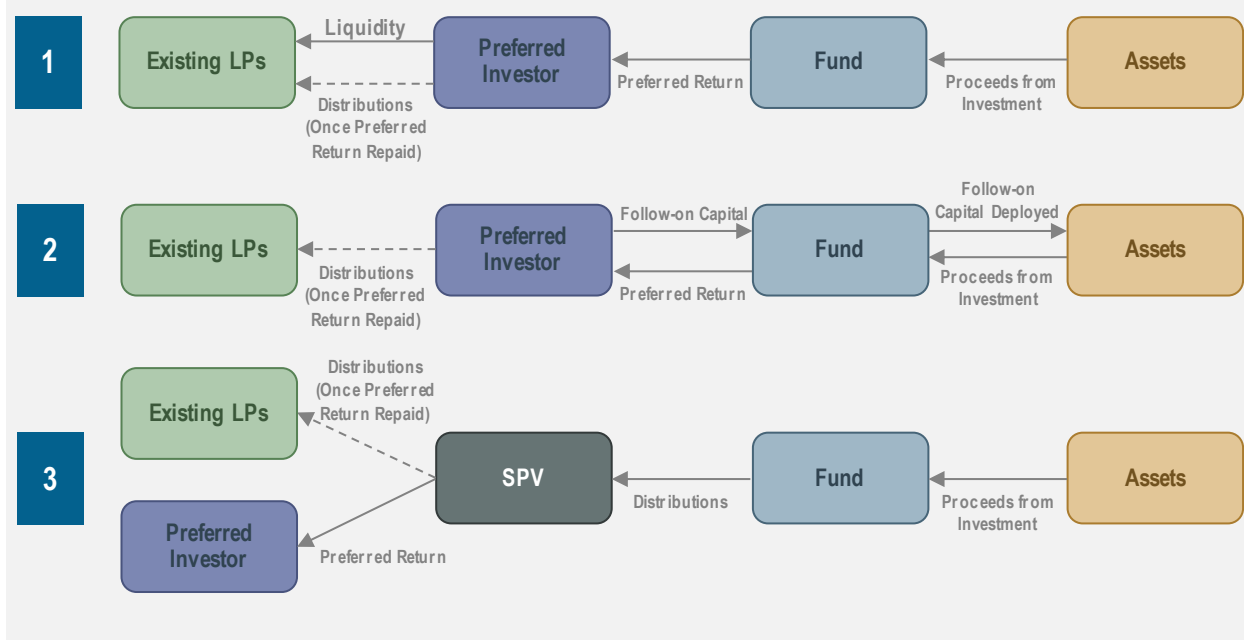 1
Existing LPs
Liquidity
Distributions
(Once Preferred
Return Repaid)
Preferred
Investor
Preferred Return
Fund
Proceeds from
Investment
Assets
2
Existing LPs
Distributions
(Once Preferred
Return Repaid)
Preferred
Investor
Follow-on Capital
Preferred Return
Fund
Follow-on
Capital Deployed
Proceeds from
Investment
Assets
3
Existing LPs
Distributions
(Once Preferred
Return Repaid)
Preferred
Investor
Preferred Return
SPV
Distributions
Fund
Proceeds from
Investment
Assets